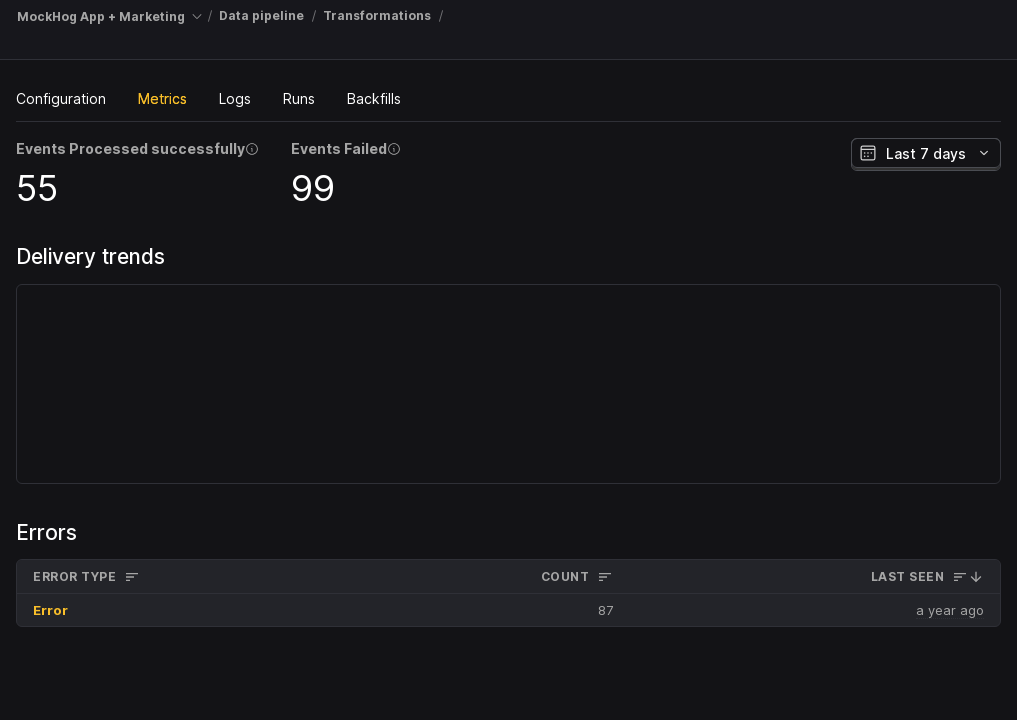 MockHog App + Marketing / Data pipeline / Transformations /
Configuration Metrics Logs Runs Backfills
Events Processed successfully Events Failed
Last 7 days
55 99
Delivery trends
Errors
ERROR TYPE COUNT LAST SEEN
Error 87 a year ago